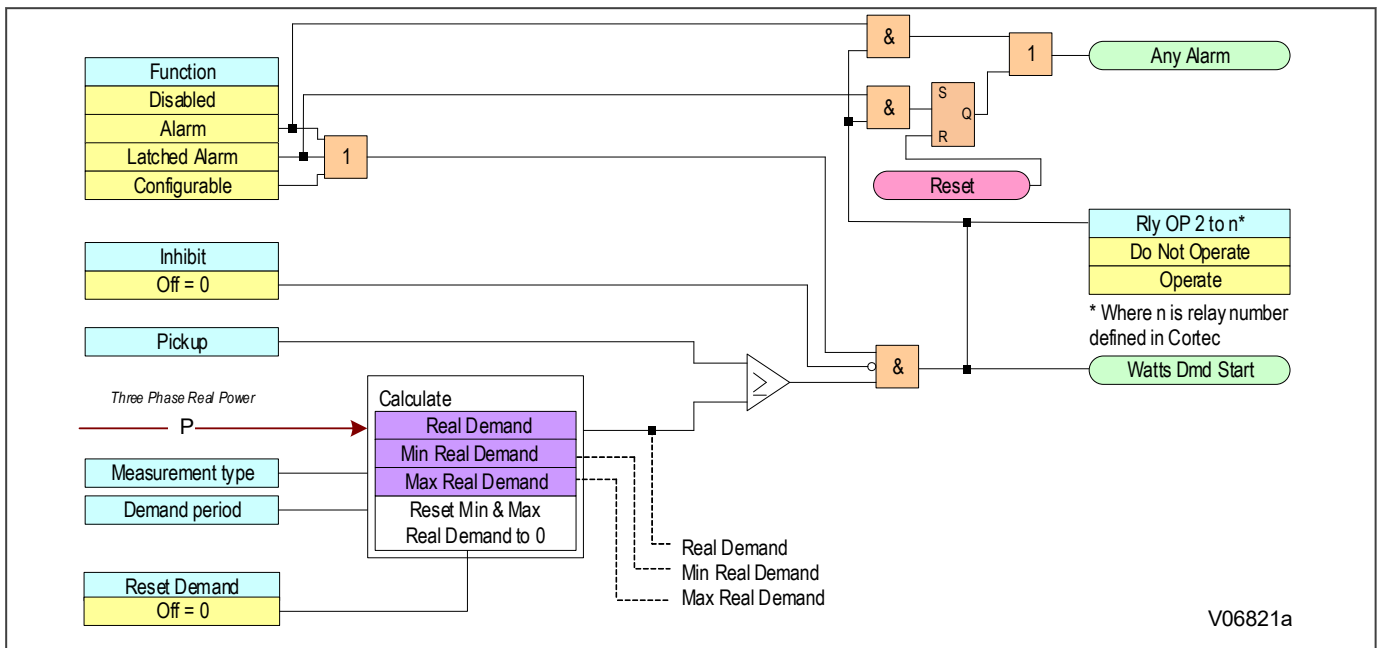 Function
Disabled
Alarm
Latched Alarm
Configurable
1
&
&
S
Q
R
1
Any Alarm
Reset
Rly OP 2 to n*
Do Not Operate
Operate
* Where n is relay number
defined in Cortec
Inhibit
Off = 0
Pickup
≥
&
Watts Dmd Start
Three Phase Real Power
P
Calculate
Real Demand
Min Real Demand
Max Real Demand
Reset Min & Max
Real Demand to 0
Measurement type
Demand period
Reset Demand
Off = 0
Real Demand
Min Real Demand
Max Real Demand
V06821a